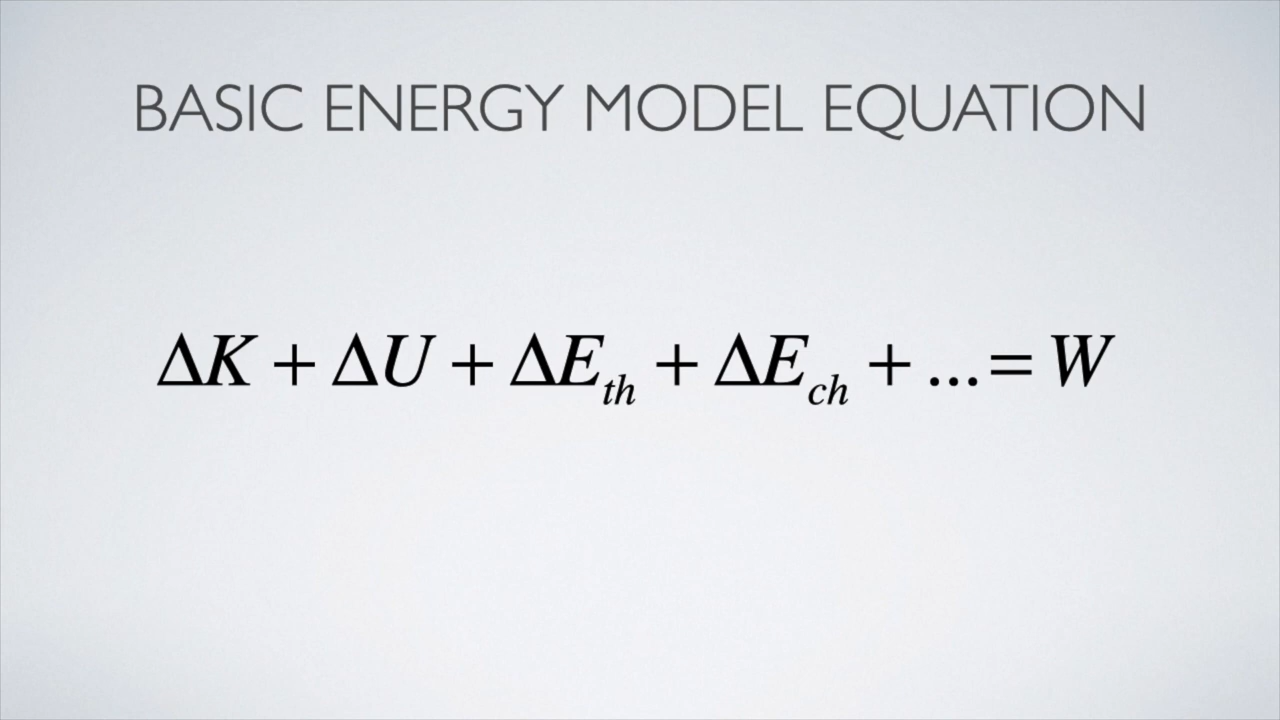 BASIC ENERGY MODEL EQUATION
ΔK + ΔU + ΔE_th + ΔE_ch + ... = W